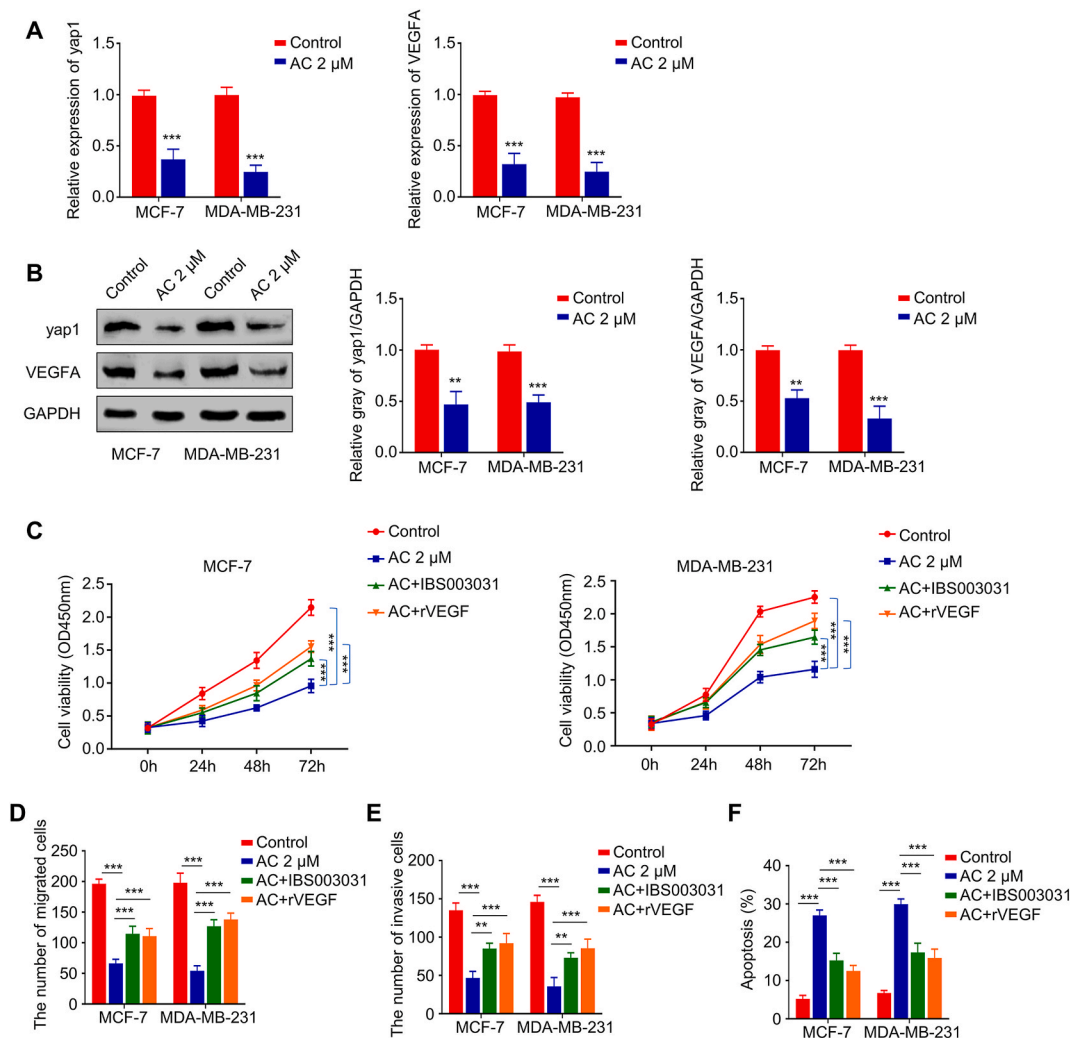 A
Relative expression of yap1
1.5
1.0
0.5
0.0
Control
AC 2 µM
***
***
MCF-7
MDA-MB-231
Relative expression of VEGFA
1.5
1.0
0.5
0.0
Control
AC 2 µM
***
***
MCF-7
MDA-MB-231
B
Control
AC 2 µM
Control
AC 2 µM
yap1
VEGFA
GAPDH
MCF-7
MDA-MB-231
Relative gray of yap1/GAPDH
1.5
1.0
0.5
0.0
Control
AC 2 µM
**
***
MCF-7
MDA-MB-231
Relative gray of VEGFA/GAPDH
1.5
1.0
0.5
0.0
Control
AC 2 µM
**
***
MCF-7
MDA-MB-231
C
MCF-7
Control
AC 2 µM
AC+IBS003031
AC+rVEGF
Cell viability (OD450nm)
2.5
2.0
1.5
1.0
0.5
0.0
***
***
***
0h
24h
48h
72h
MDA-MB-231
Control
AC 2 µM
AC+IBS003031
AC+rVEGF
Cell viability (OD450nm)
2.5
2.0
1.5
1.0
0.5
0.0
***
***
***
0h
24h
48h
72h
D
The number of migrated cells
250
200
150
100
50
0
Control
AC 2 µM
AC+IBS003031
AC+rVEGF
***
***
***
***
***
***
MCF-7
MDA-MB-231
E
The number of invasive cells
200
150
100
50
0
Control
AC 2 µM
AC+IBS003031
AC+rVEGF
***
***
**
***
***
**
MCF-7
MDA-MB-231
F
Apoptosis (%)
40
30
20
10
0
Control
AC 2 µM
AC+IBS003031
AC+rVEGF
***
***
***
***
***
***
MCF-7
MDA-MB-231